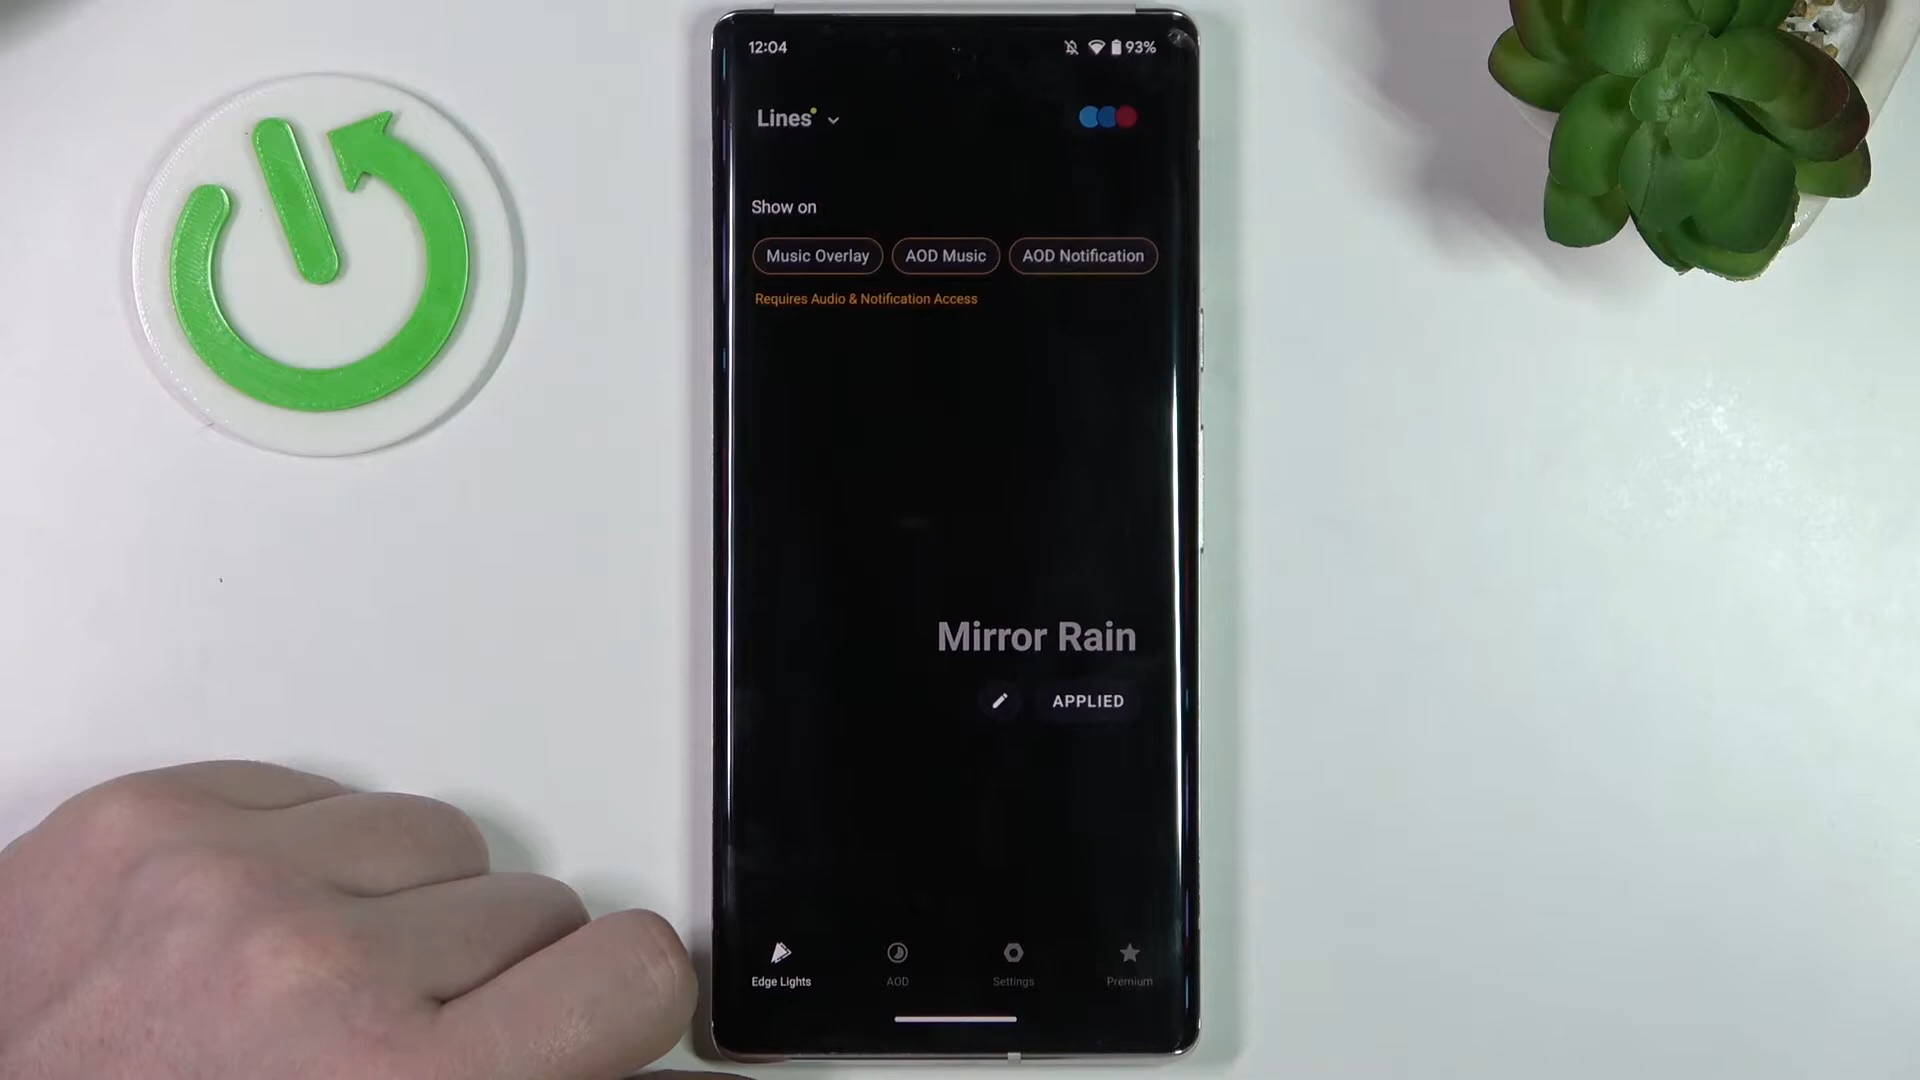 12:04 93%
Lines
Show on
Music Overlay AOD Music AOD Notification
Requires Audio & Notification Access
Mirror Rain
APPLIED
Edge Lights AOD Settings Premium